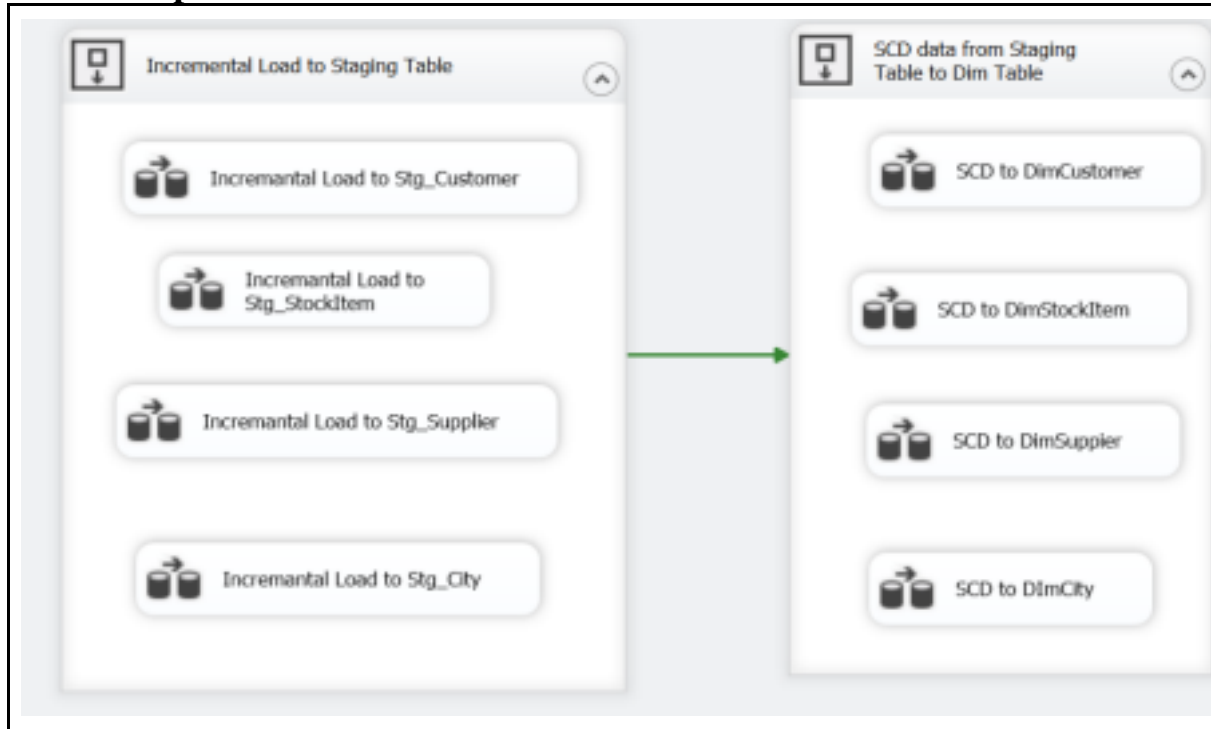 Incremental Load to Staging Table
Incremantal Load to Stg_Customer
Incremantal Load to
Stg_StockItem
Incremantal Load to Stg_Supplier
Incremantal Load to Stg_City
SCD data from Staging
Table to Dim Table
SCD to DimCustomer
SCD to DimStockItem
SCD to DimSuppier
SCD to DImCity